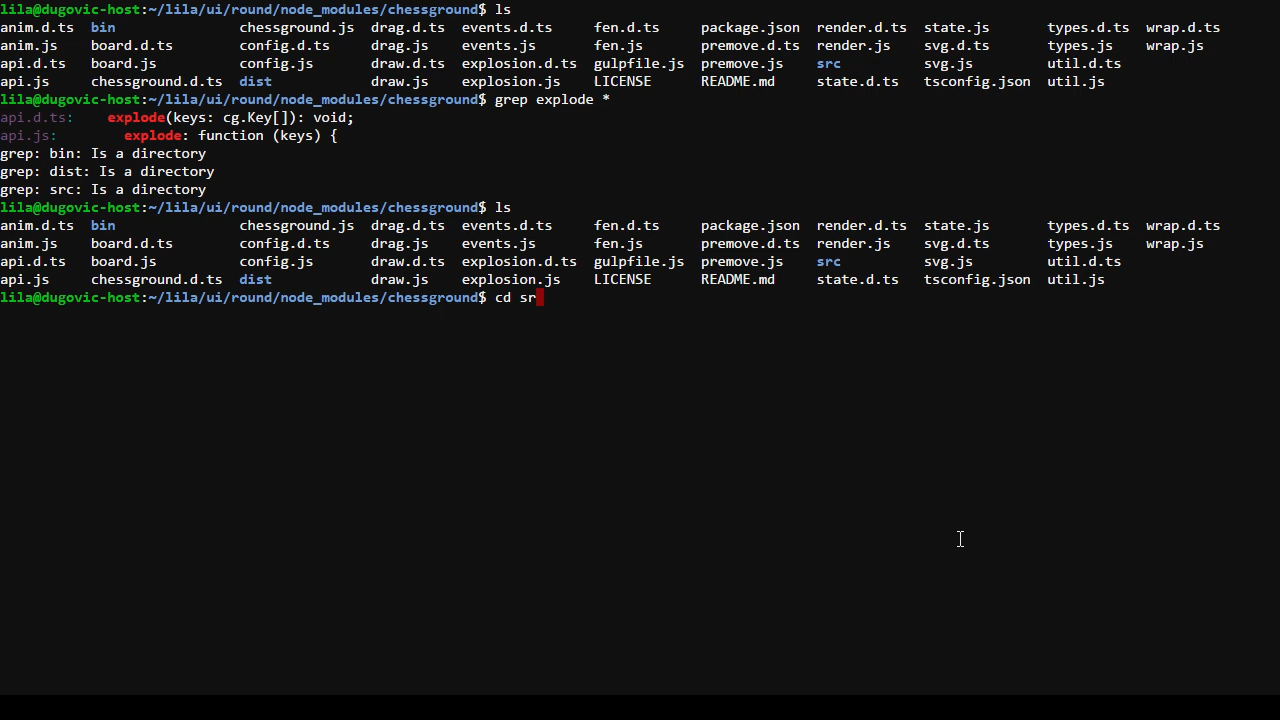 lila@dugovic-host:~/lila/ui/round/node_modules/chessground$ ls
anim.d.ts  bin               chessground.js  drag.d.ts  events.d.ts     fen.d.ts     package.json   render.d.ts  state.js       types.d.ts  wrap.d.ts
anim.js    board.d.ts        config.d.ts     drag.js    events.js       fen.js       premove.d.ts   render.js    svg.d.ts       types.js    wrap.js
api.d.ts   board.js          config.js       draw.d.ts  explosion.d.ts  gulpfile.js  premove.js     src          svg.js         util.d.ts
api.js     chessground.d.ts  dist            draw.js    explosion.js    LICENSE      README.md      state.d.ts   tsconfig.json  util.js
lila@dugovic-host:~/lila/ui/round/node_modules/chessground$ grep explode *
api.d.ts:    explode(keys: cg.Key[]): void;
api.js:        explode: function (keys) {
grep: bin: Is a directory
grep: dist: Is a directory
grep: src: Is a directory
lila@dugovic-host:~/lila/ui/round/node_modules/chessground$ ls
anim.d.ts  bin               chessground.js  drag.d.ts  events.d.ts     fen.d.ts     package.json   render.d.ts  state.js       types.d.ts  wrap.d.ts
anim.js    board.d.ts        config.d.ts     drag.js    events.js       fen.js       premove.d.ts   render.js    svg.d.ts       types.js    wrap.js
api.d.ts   board.js          config.js       draw.d.ts  explosion.d.ts  gulpfile.js  premove.js     src          svg.js         util.d.ts
api.js     chessground.d.ts  dist            draw.js    explosion.js    LICENSE      README.md      state.d.ts   tsconfig.json  util.js
lila@dugovic-host:~/lila/ui/round/node_modules/chessground$ cd sr